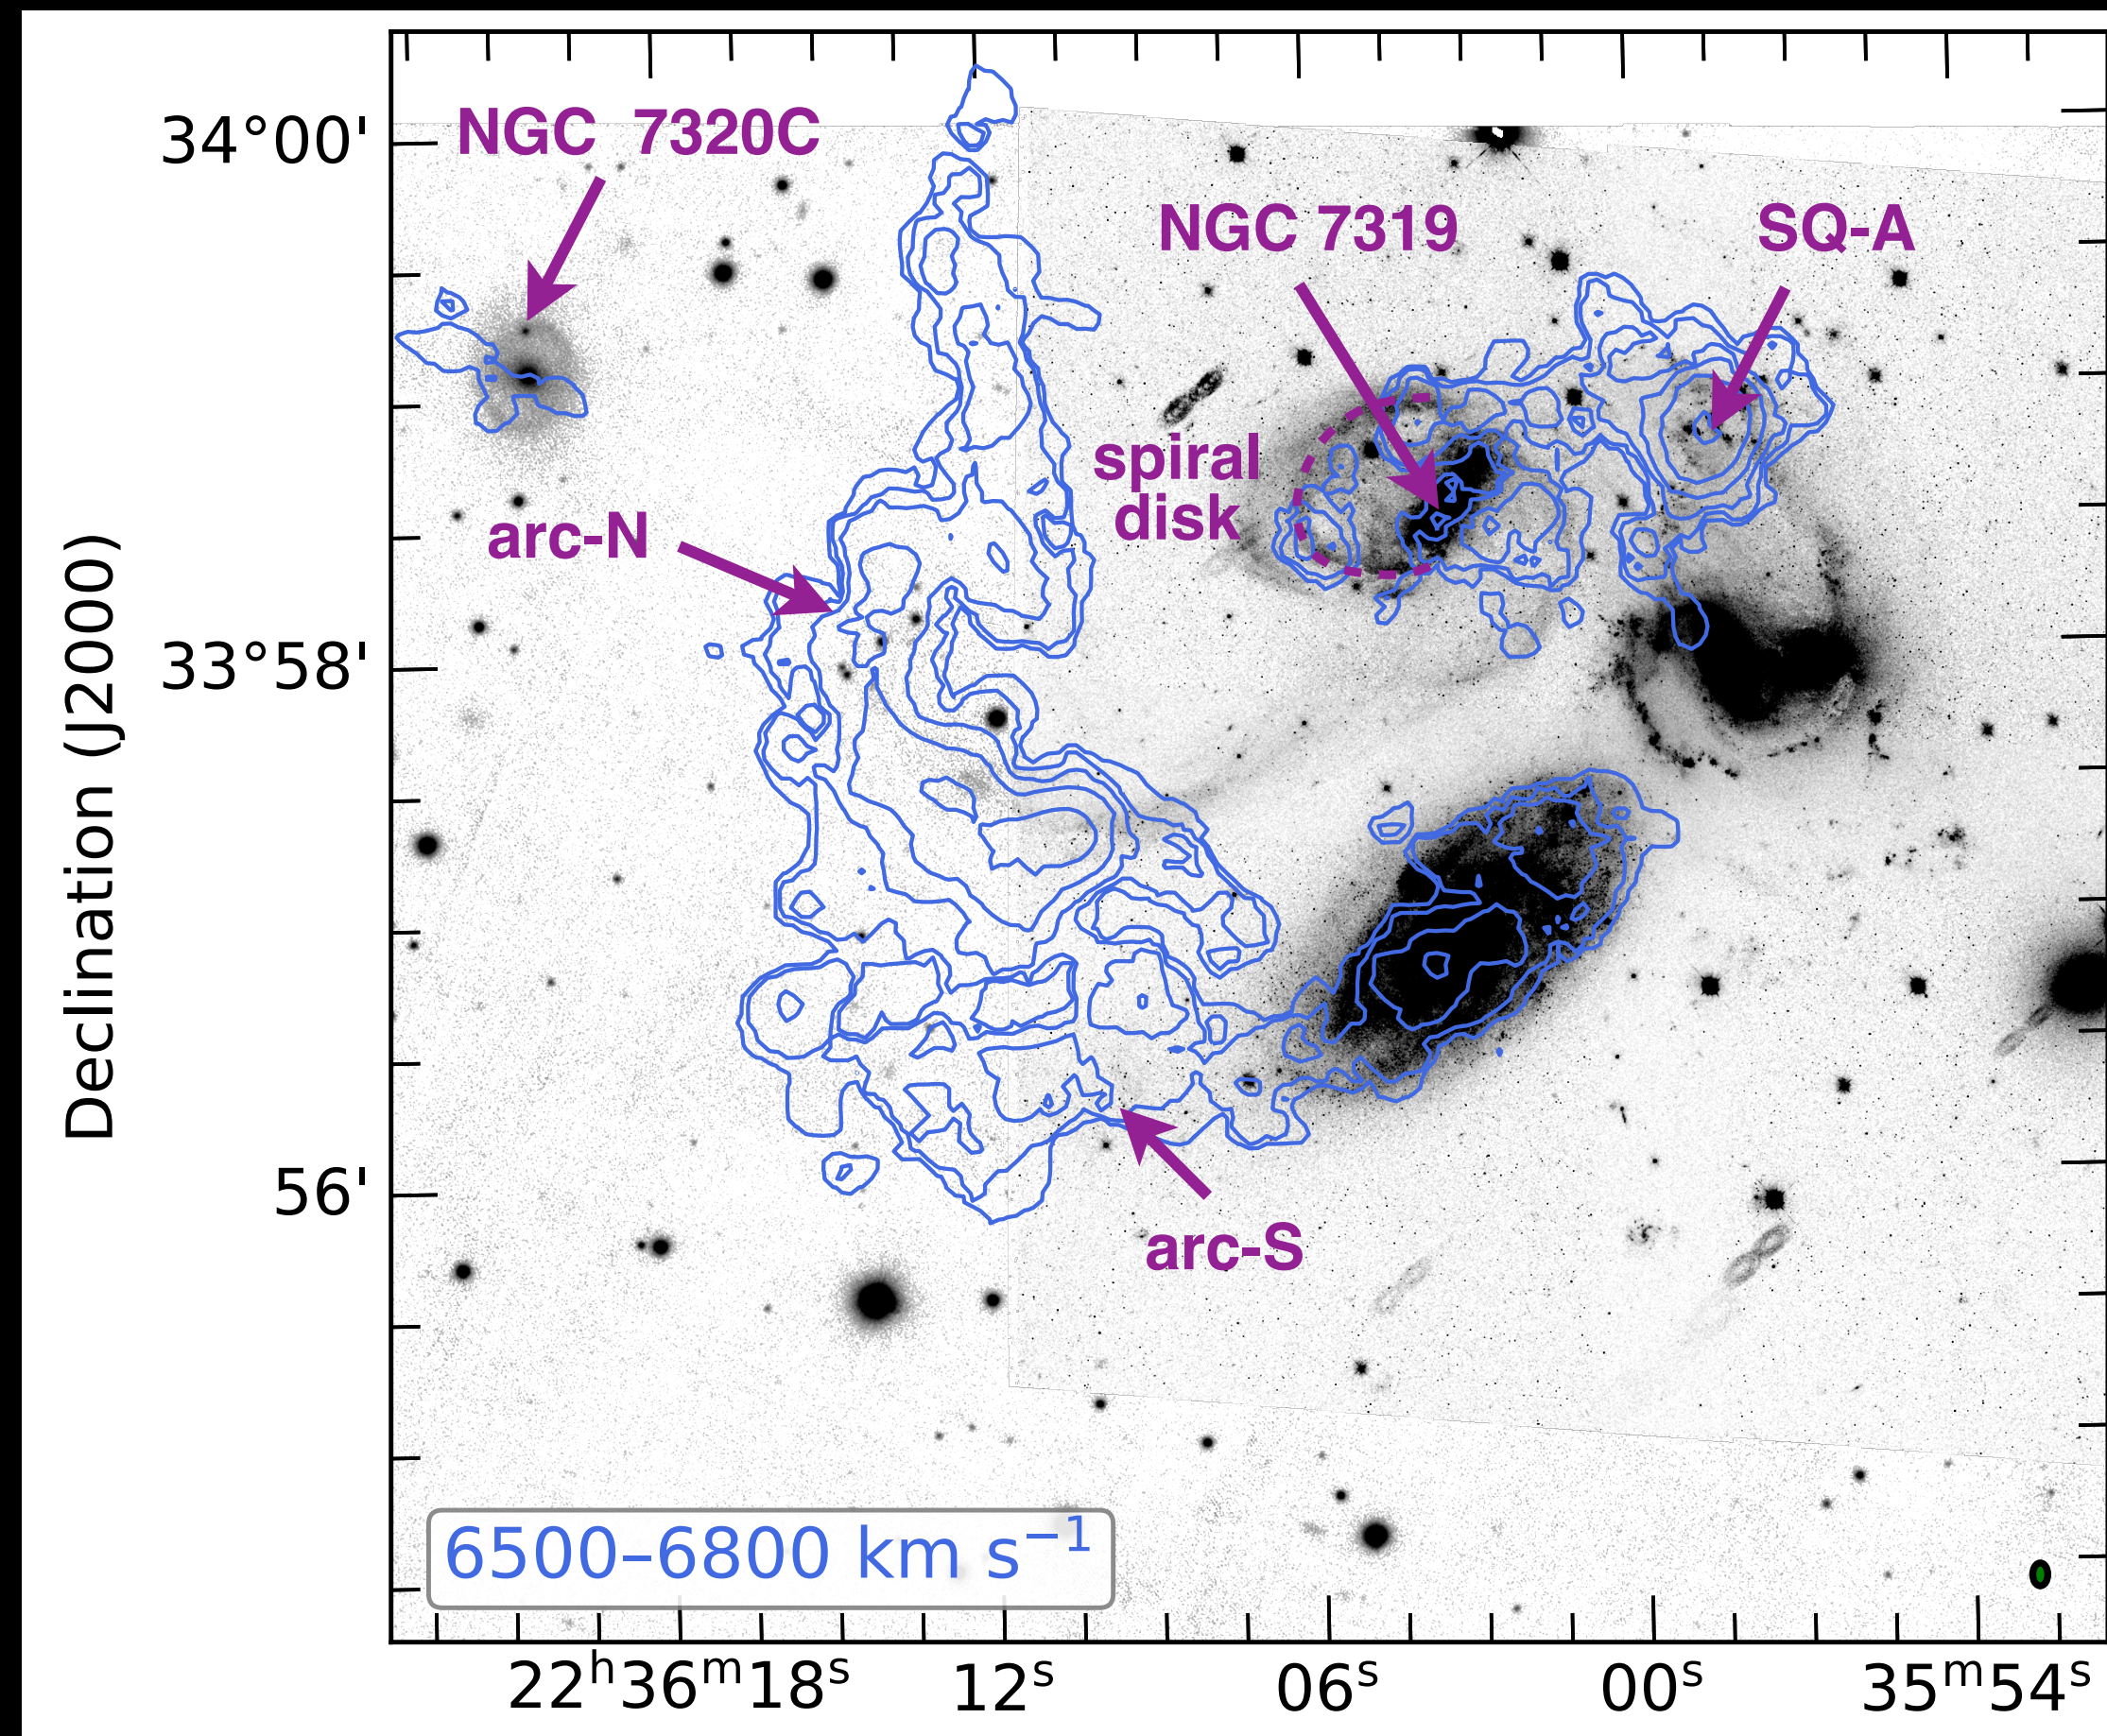 34°00'
NGC 7320C
NGC 7319
SQ-A
spiral
disk
arc-N
33°58'
Declination (J2000)
56'
arc-S
6500–6800 km s⁻¹
22ʰ36ᵐ18ˢ
12ˢ
06ˢ
00ˢ
35ᵐ54ˢ